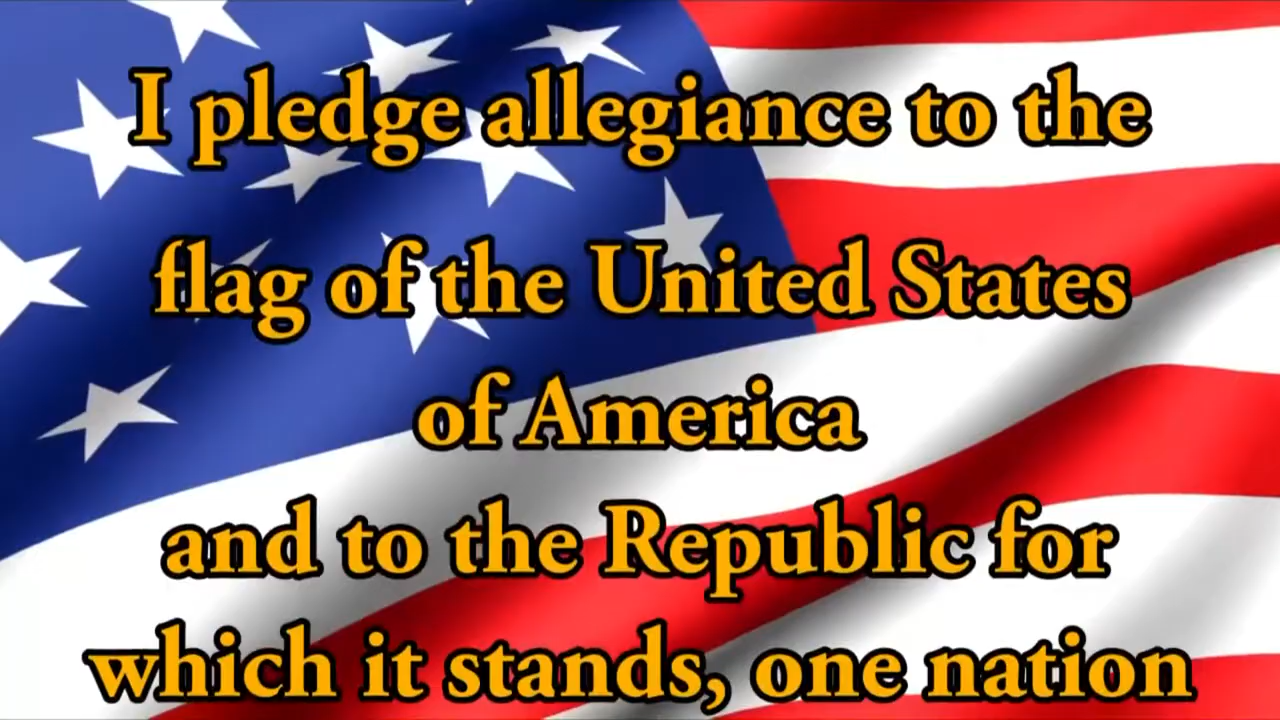 I pledge allegiance to the
flag of the United States
of America
and to the Republic for
which it stands, one nation